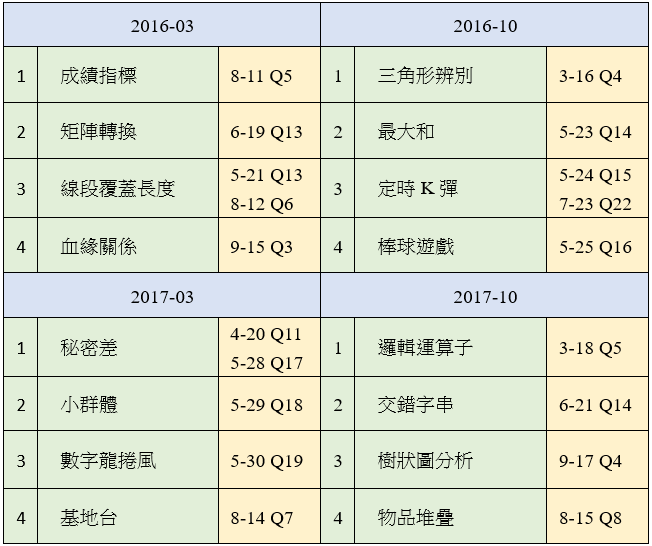 2016-03 2016-10
1 成績指標 8-11 Q5 1 三角形辨別 3-16 Q4
2 矩陣轉換 6-19 Q13 2 最大和 5-23 Q14
3 線段覆蓋長度 5-21 Q13 8-12 Q6 3 定時 K 彈 5-24 Q15 7-23 Q22
4 血緣關係 9-15 Q3 4 棒球遊戲 5-25 Q16
2017-03 2017-10
1 秘密差 4-20 Q11 5-28 Q17 1 邏輯運算子 3-18 Q5
2 小群體 5-29 Q18 2 交錯字串 6-21 Q14
3 數字龍捲風 5-30 Q19 3 樹狀圖分析 9-17 Q4
4 基地台 8-14 Q7 4 物品堆疊 8-15 Q8